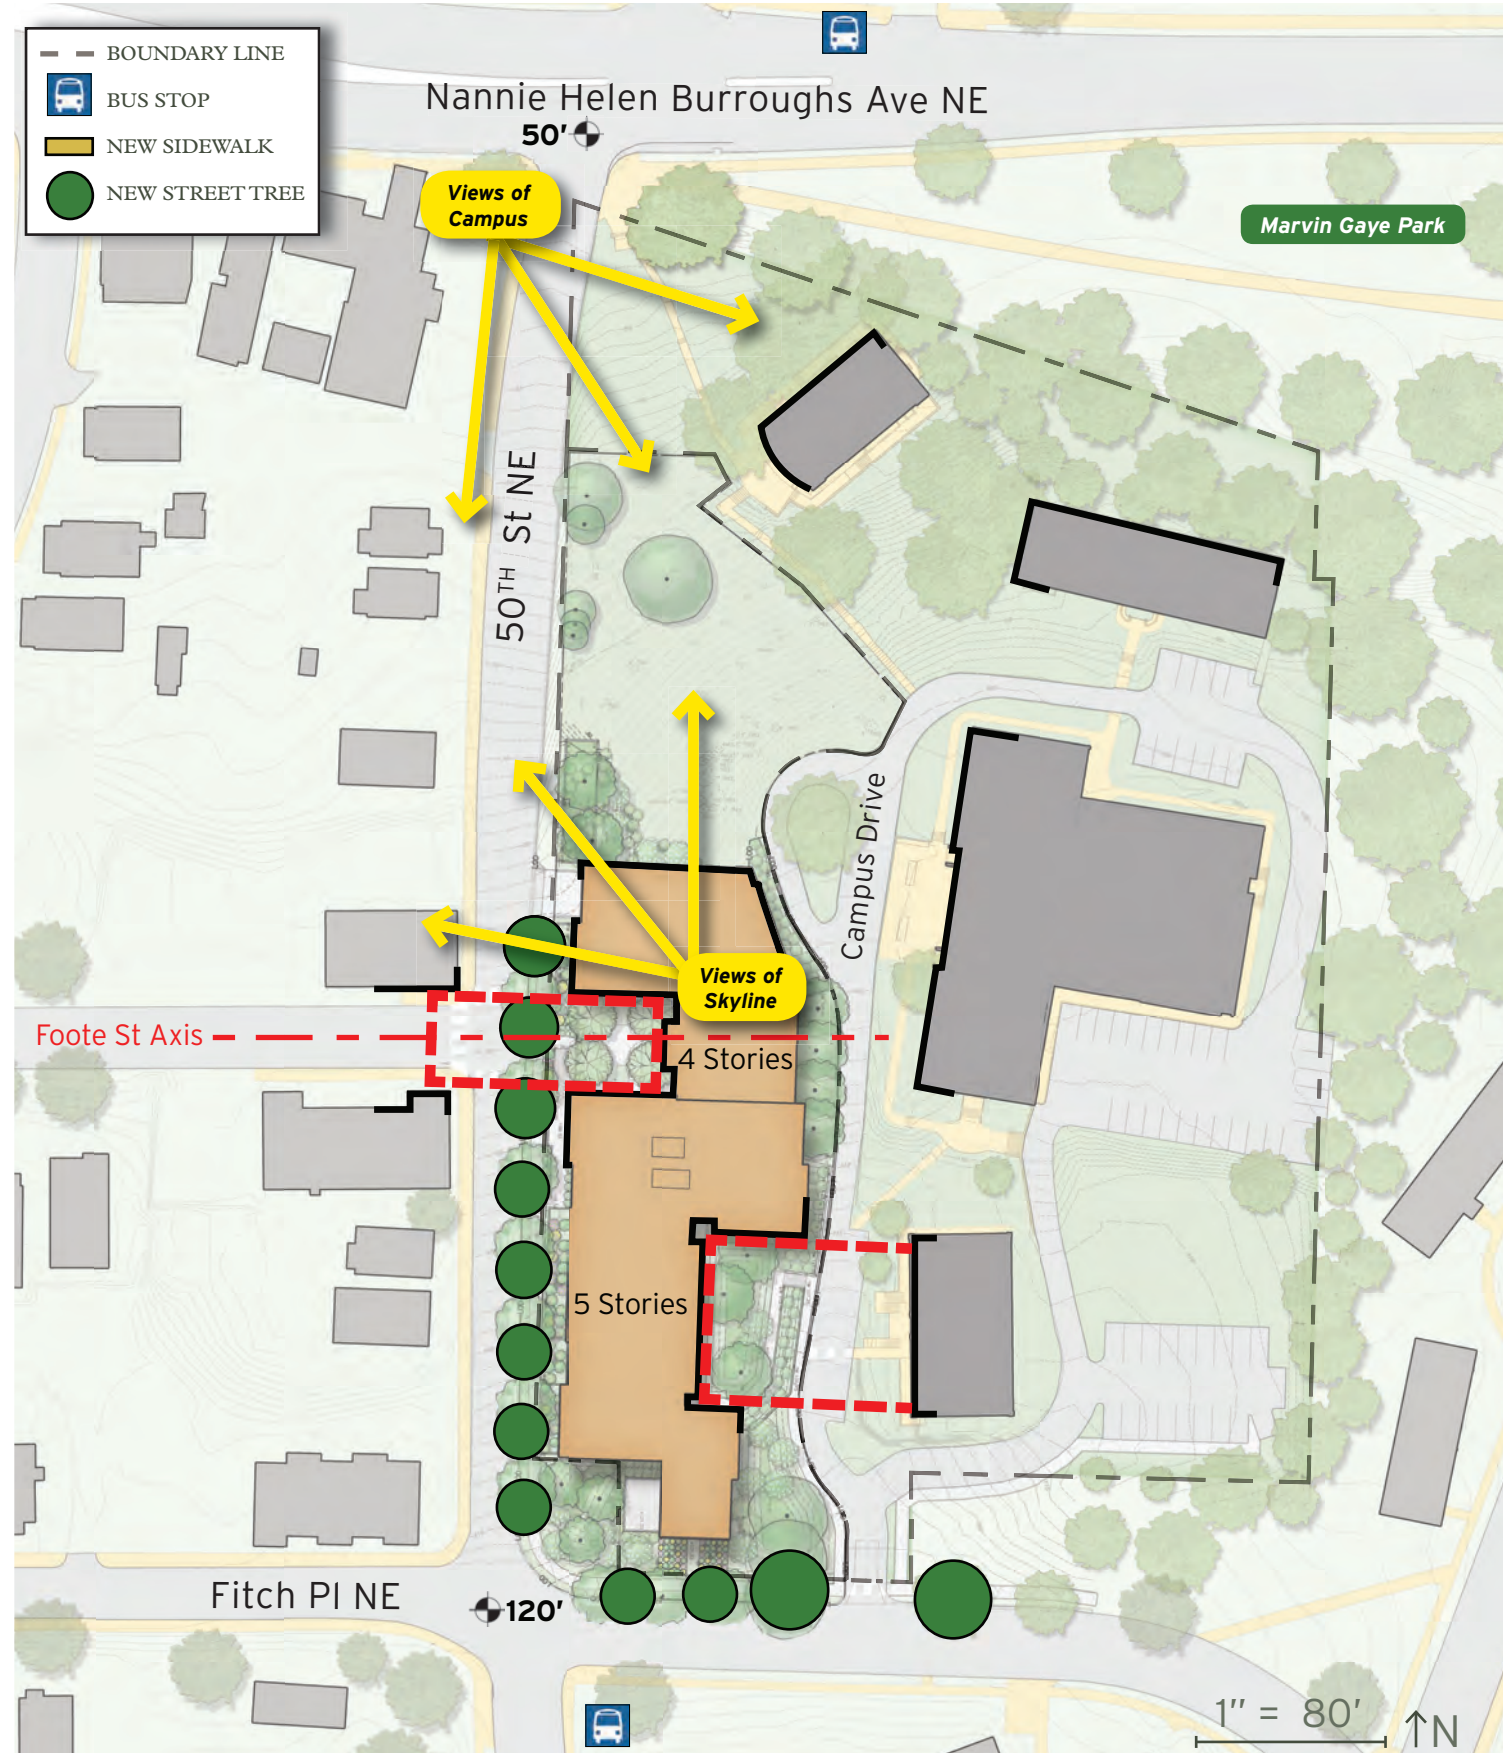 BOUNDARY LINE
BUS STOP
NEW SIDEWALK
NEW STREET TREE
Nannie Helen Burroughs Ave NE
50'
Views of
Campus
Marvin Gaye Park
50TH St NE
Campus Drive
Views of
Skyline
Foote St Axis
4 Stories
5 Stories
Fitch Pl NE
120'
1" = 80'
N